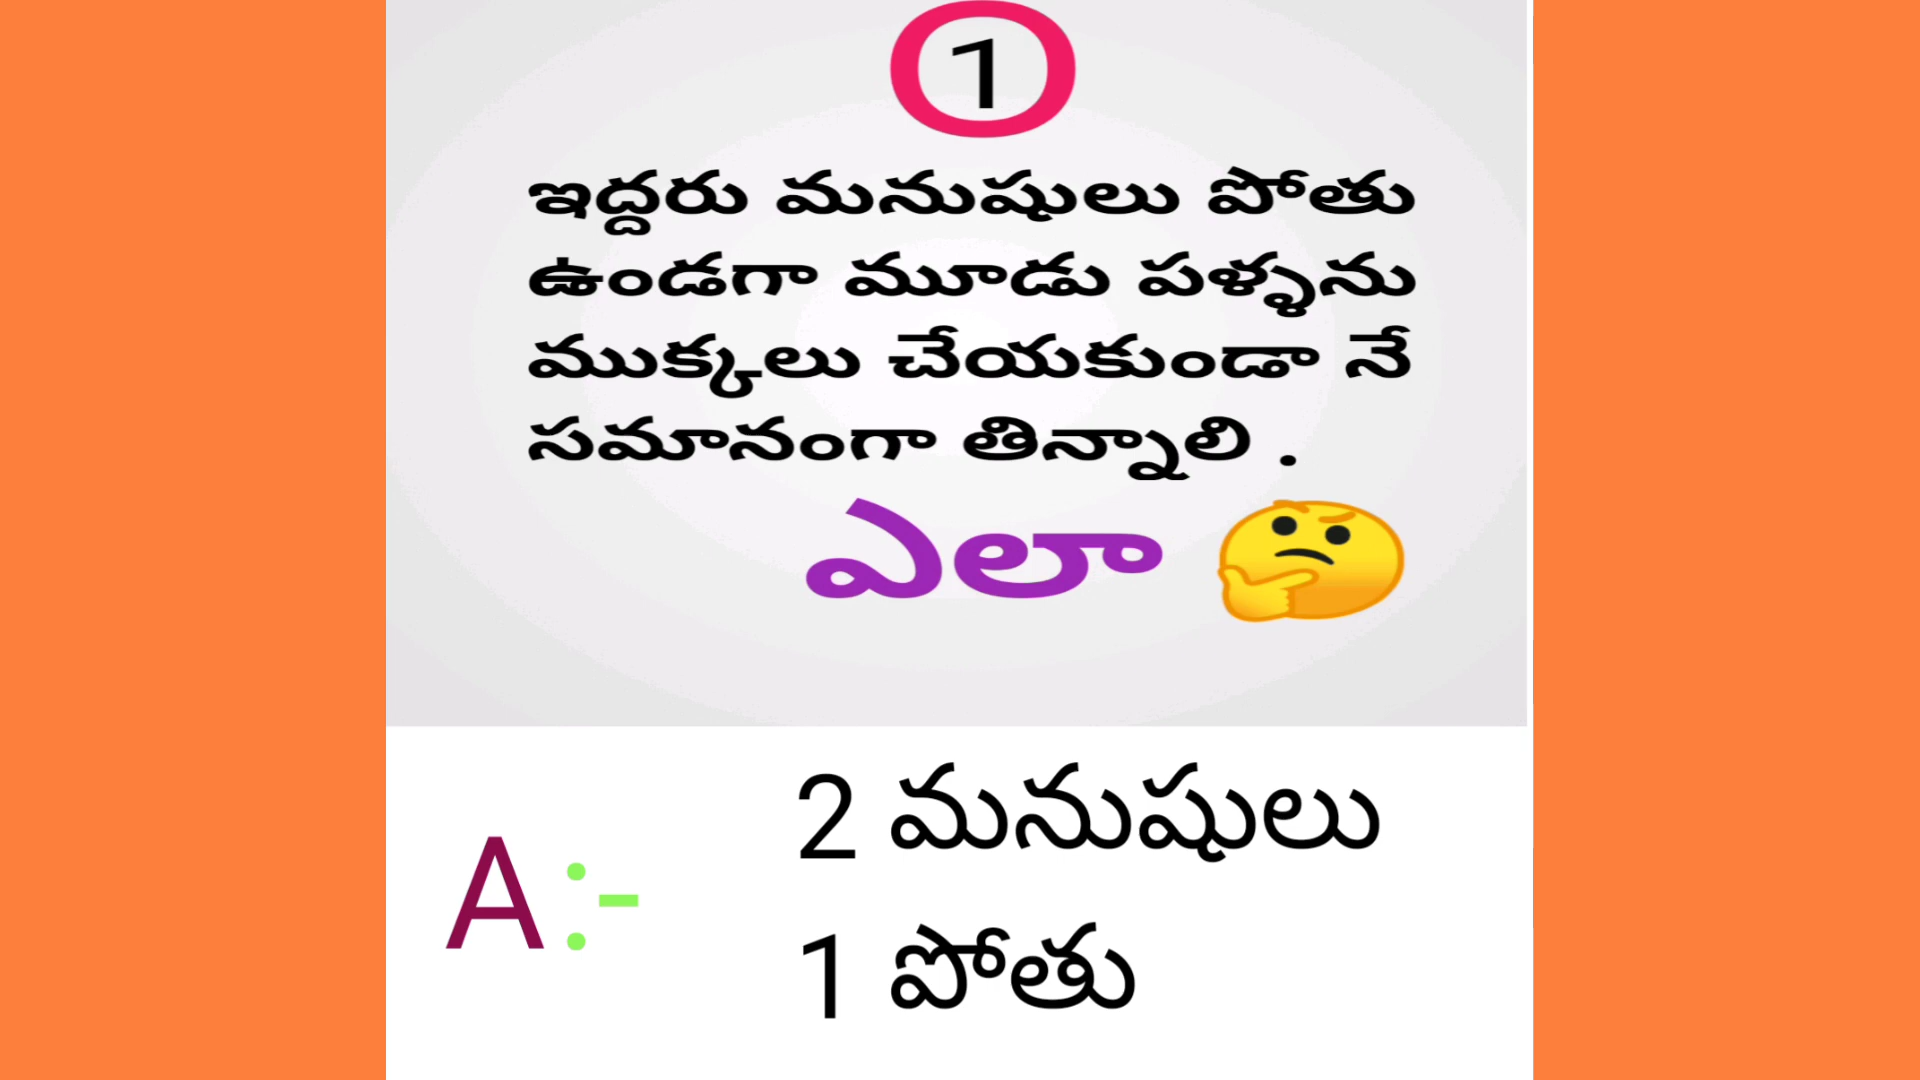 1
ఇద్దరు మనుషులు పోతు
ఉండగా మూడు పళ్ళను
ముక్కలు చేయకుండా నే
సమానంగా తిన్నాలి .
ఎలా 🤔
A:-
2 మనుషులు
1 పోతు